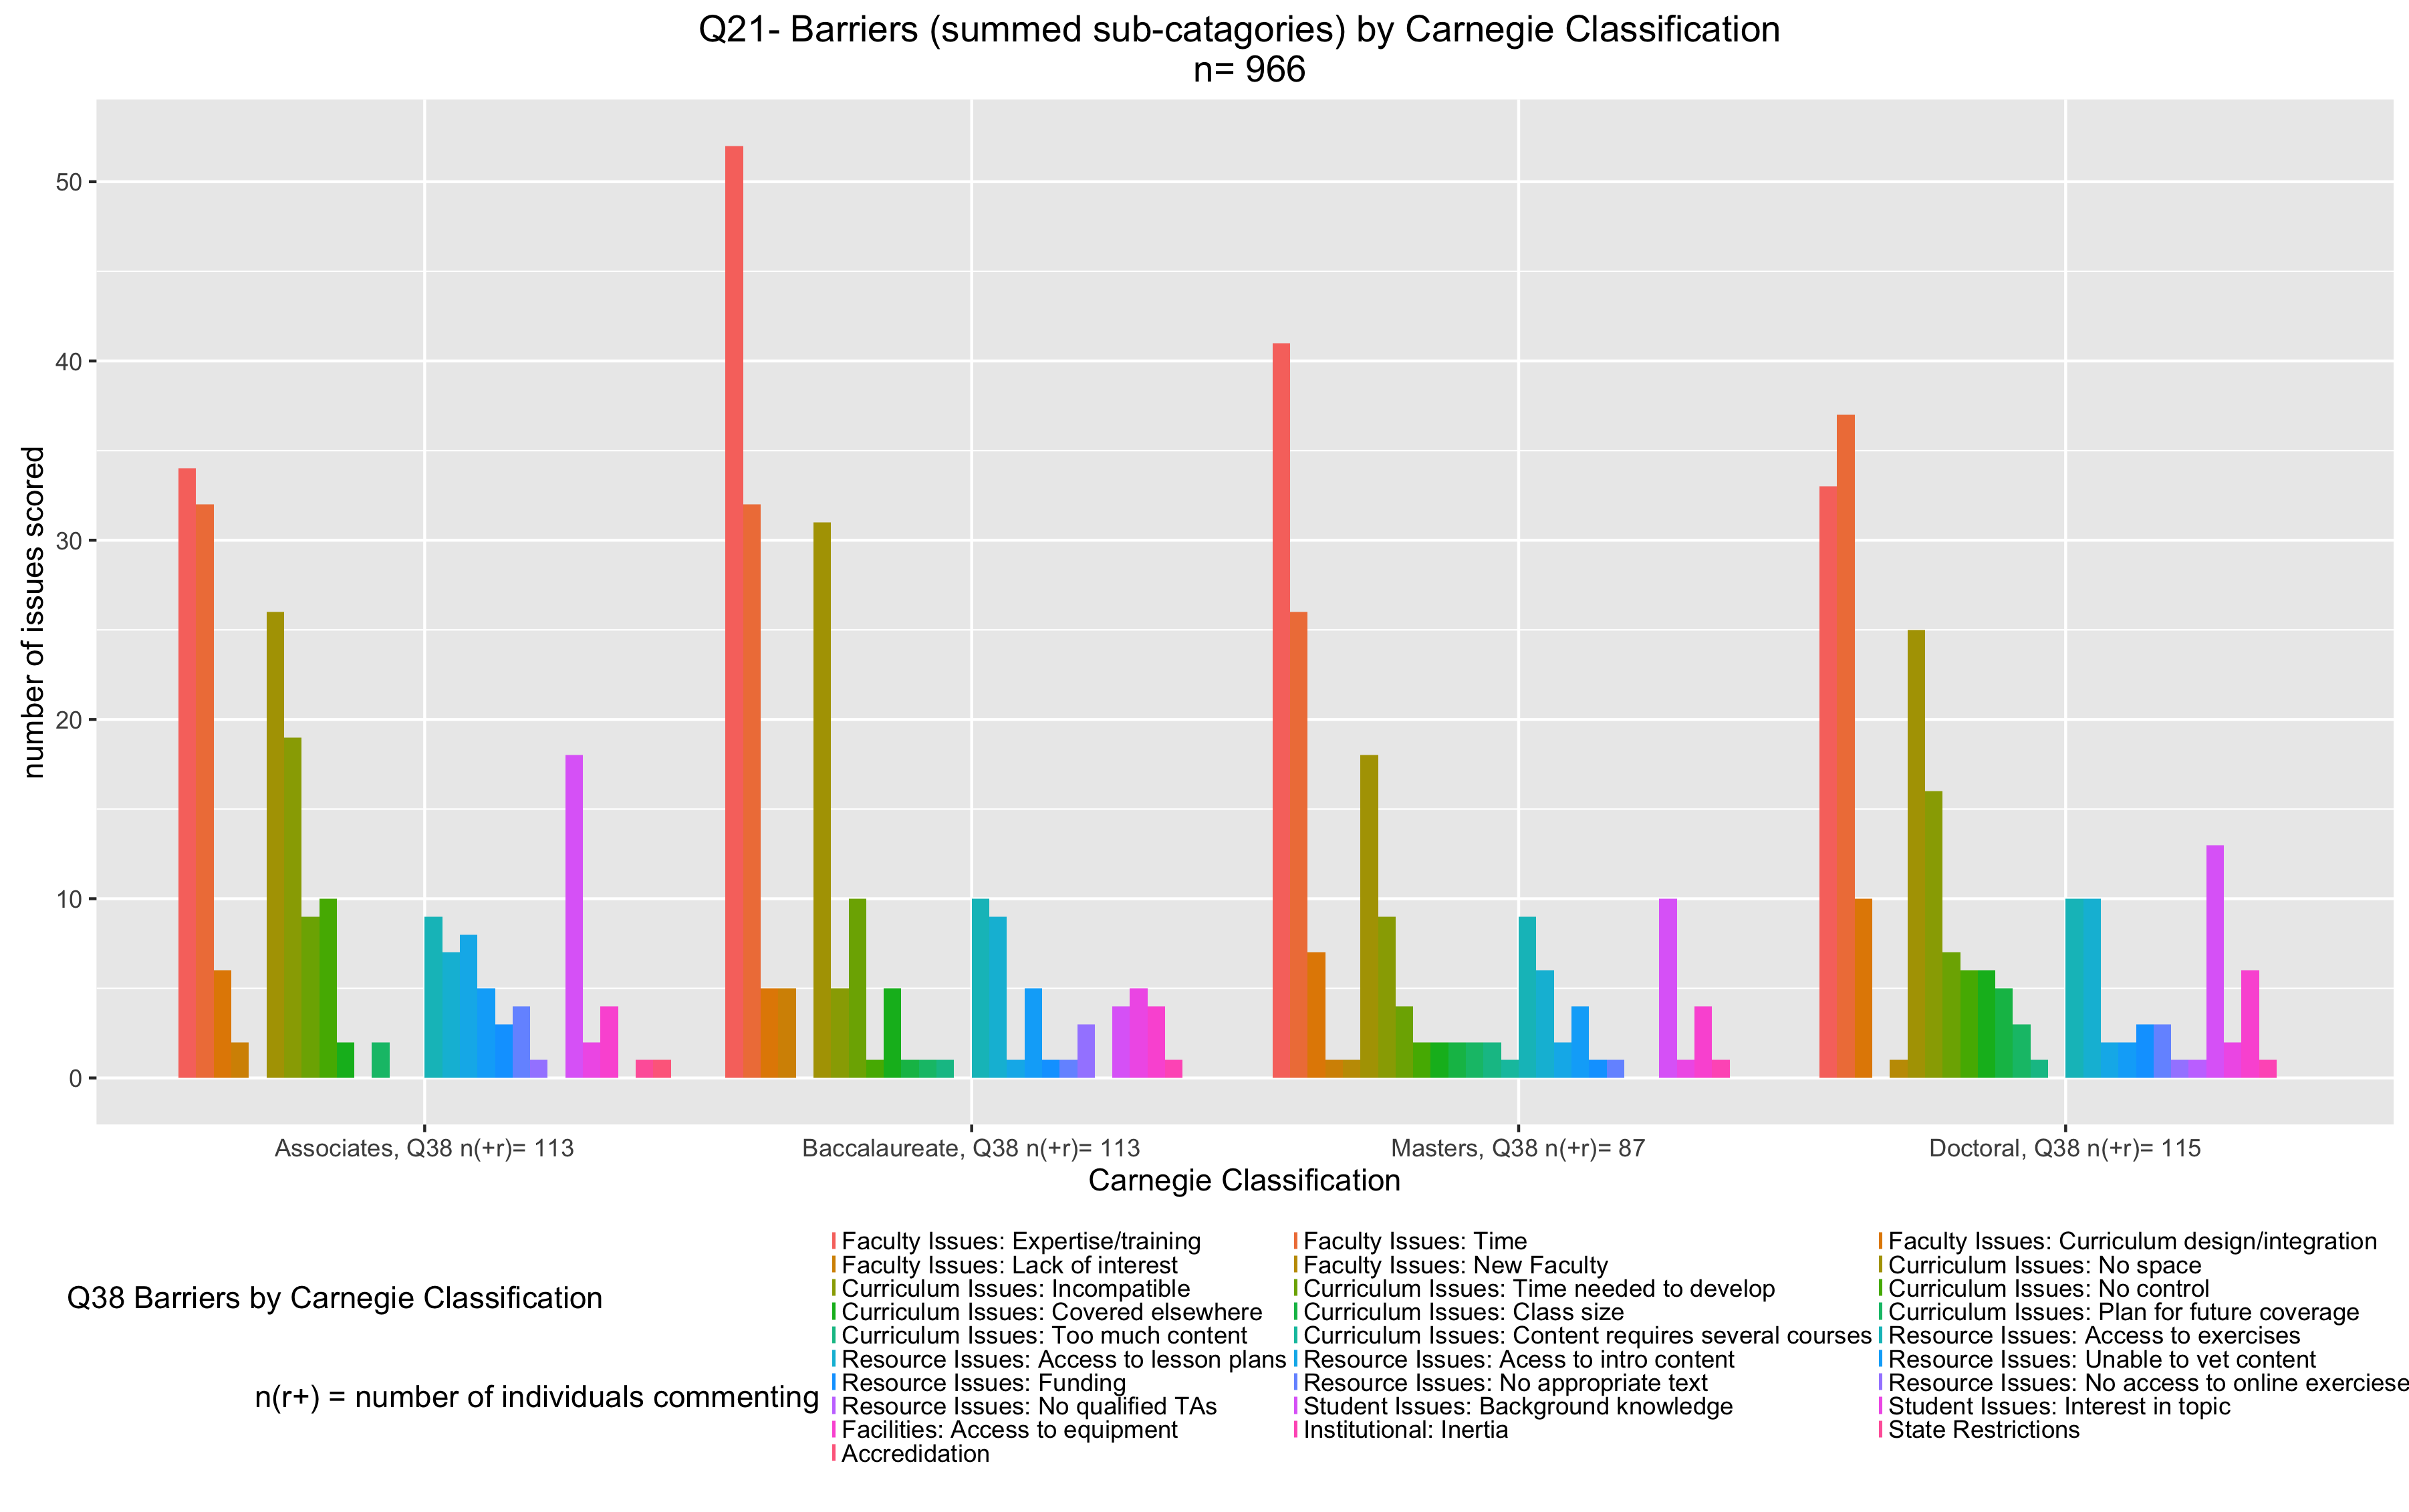 Q21- Barriers (summed sub-catagories) by Carnegie Classification
n= 966
number of issues scored
50
40
30
20
10
0
Associates, Q38 n(+r)= 113
Baccalaureate, Q38 n(+r)= 113
Masters, Q38 n(+r)= 87
Doctoral, Q38 n(+r)= 115
Carnegie Classification
Q38 Barriers by Carnegie Classification
n(r+) = number of individuals commenting
Faculty Issues: Expertise/training
Faculty Issues: Time
Faculty Issues: Curriculum design/integration
Faculty Issues: Lack of interest
Faculty Issues: New Faculty
Curriculum Issues: No space
Curriculum Issues: Incompatible
Curriculum Issues: Time needed to develop
Curriculum Issues: No control
Curriculum Issues: Covered elsewhere
Curriculum Issues: Class size
Curriculum Issues: Plan for future coverage
Curriculum Issues: Too much content
Curriculum Issues: Content requires several courses
Resource Issues: Access to exercises
Resource Issues: Access to lesson plans
Resource Issues: Acess to intro content
Resource Issues: Unable to vet content
Resource Issues: Funding
Resource Issues: No appropriate text
Resource Issues: No access to online exerciese
Resource Issues: No qualified TAs
Student Issues: Background knowledge
Student Issues: Interest in topic
Facilities: Access to equipment
Institutional: Inertia
State Restrictions
Accredidation